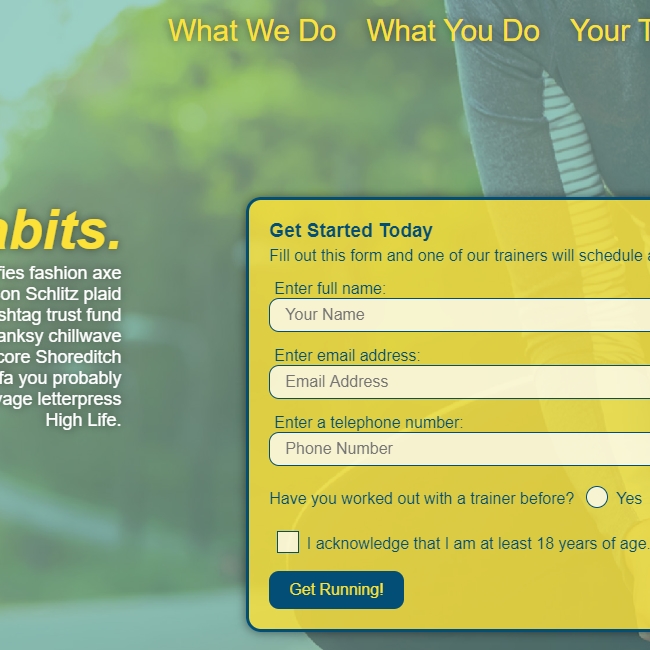 What We Do What You Do Your T
abits.
fies fashion axe
on Schlitz plaid
shtag trust fund
anksy chillwave
core Shoreditch
fa you probably
vage letterpress
High Life.
Get Started Today
Fill out this form and one of our trainers will schedule a
Enter full name:
Your Name
Enter email address:
Email Address
Enter a telephone number:
Phone Number
Have you worked out with a trainer before? Yes
I acknowledge that I am at least 18 years of age.
Get Running!